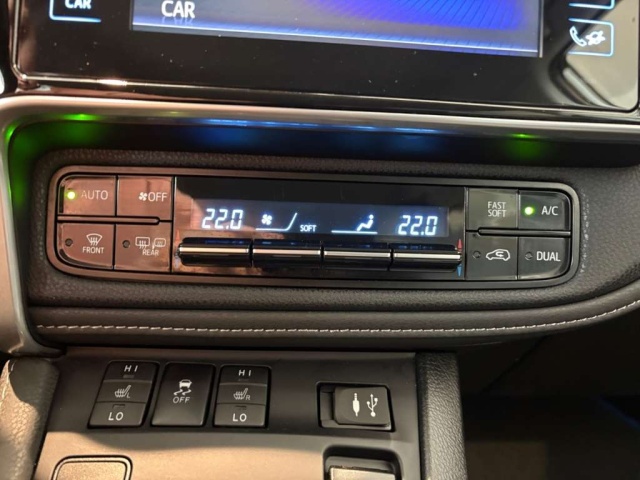 CAR
CAR
AUTO
OFF
22.0
SOFT
22.0
FAST
SOFT
A/C
FRONT
REAR
DUAL
HI
L
LO
OFF
HI
R
LO